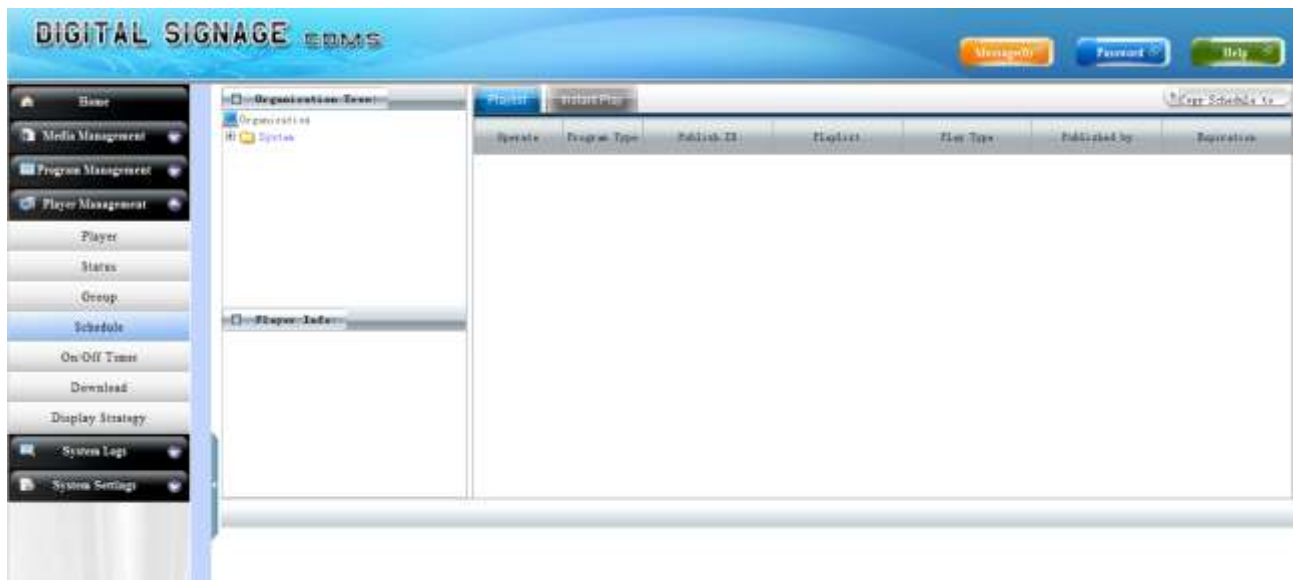 DIGITAL SIGNAGE CDMS
Message(0) Password Help
Home
Media Management
Program Management
Player Management
Player
Status
Group
Schedule
On/Off Timer
Download
Display Strategy
System Logs
System Settings
Organization Tree:
Organization
System
Player Info:
Playlist Instant Play
Copy Schedule to
Operate Program Type Publish ID Playlist Play Type Published by Expiration